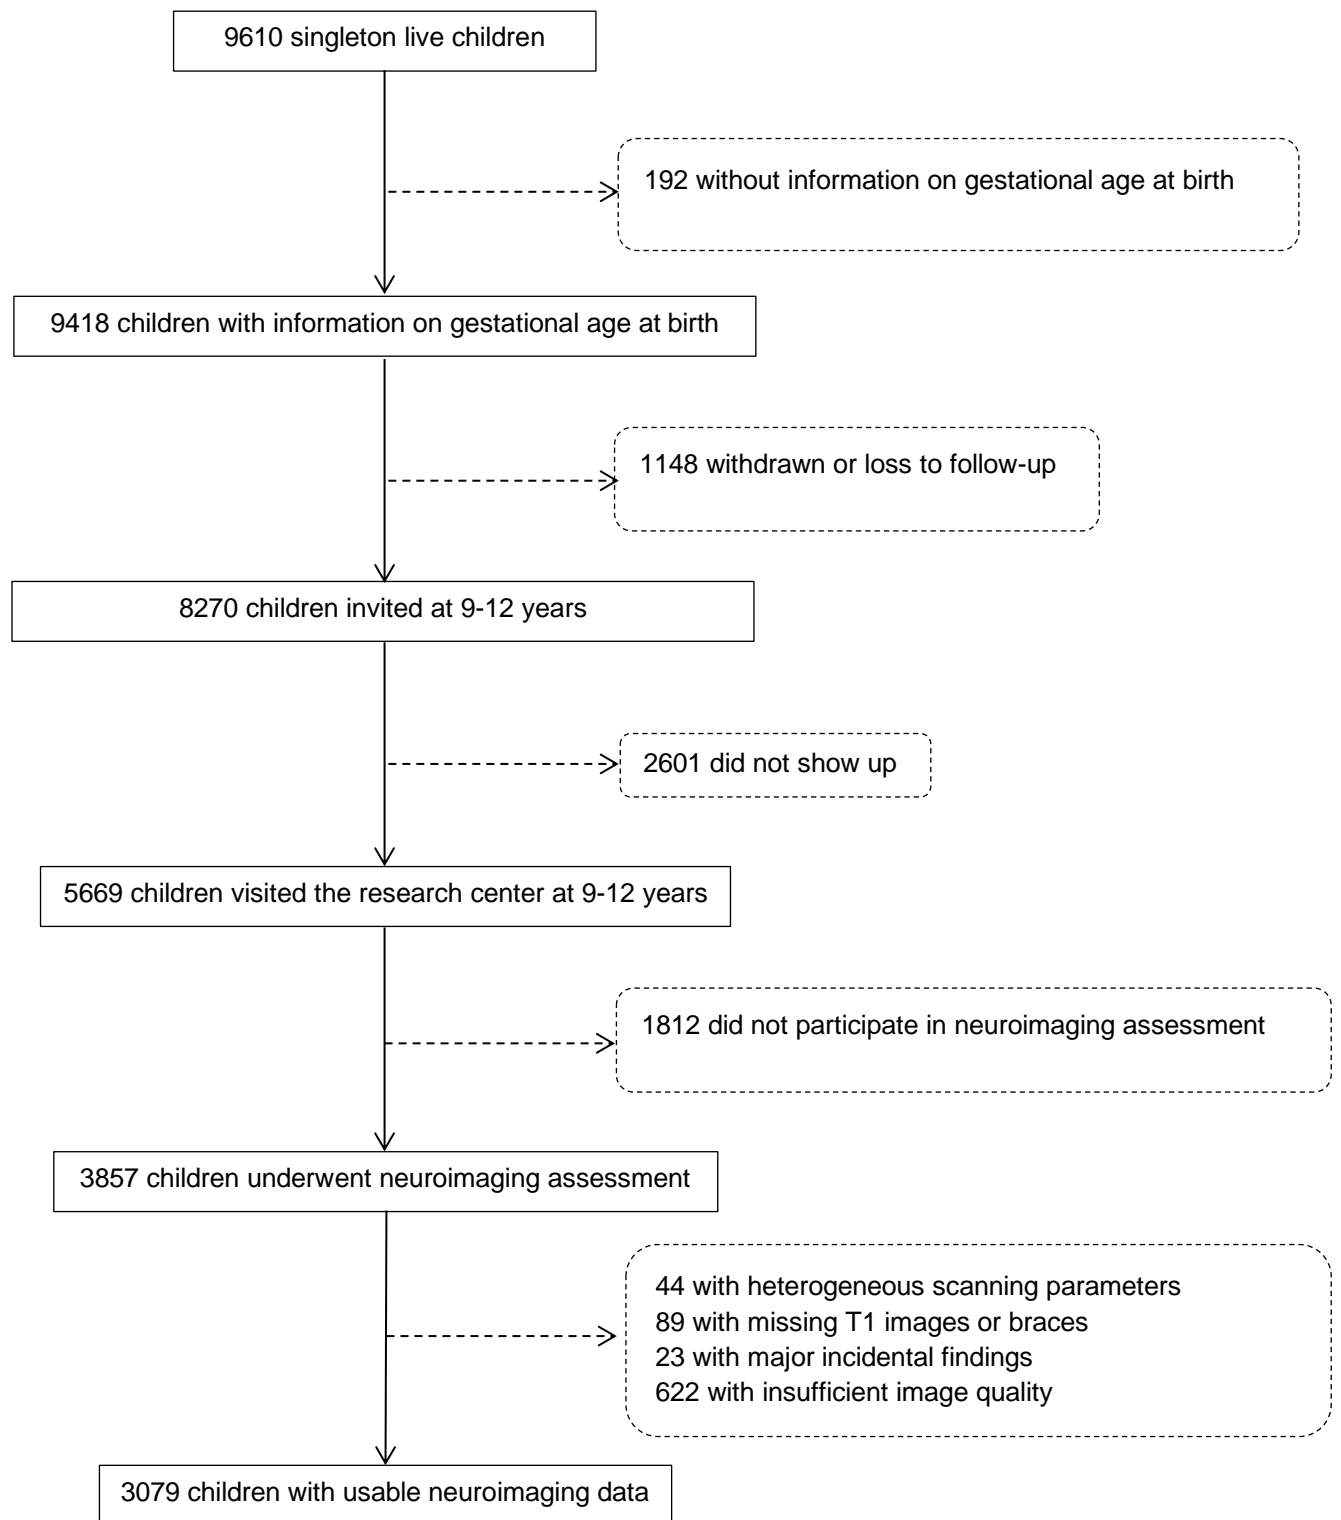 9610 singleton live children
192 without information on gestational age at birth
9418 children with information on gestational age at birth
1148 withdrawn or loss to follow-up
8270 children invited at 9-12 years
2601 did not show up
5669 children visited the research center at 9-12 years
1812 did not participate in neuroimaging assessment
3857 children underwent neuroimaging assessment
44 with heterogeneous scanning parameters
89 with missing T1 images or braces
23 with major incidental findings
622 with insufficient image quality
3079 children with usable neuroimaging data